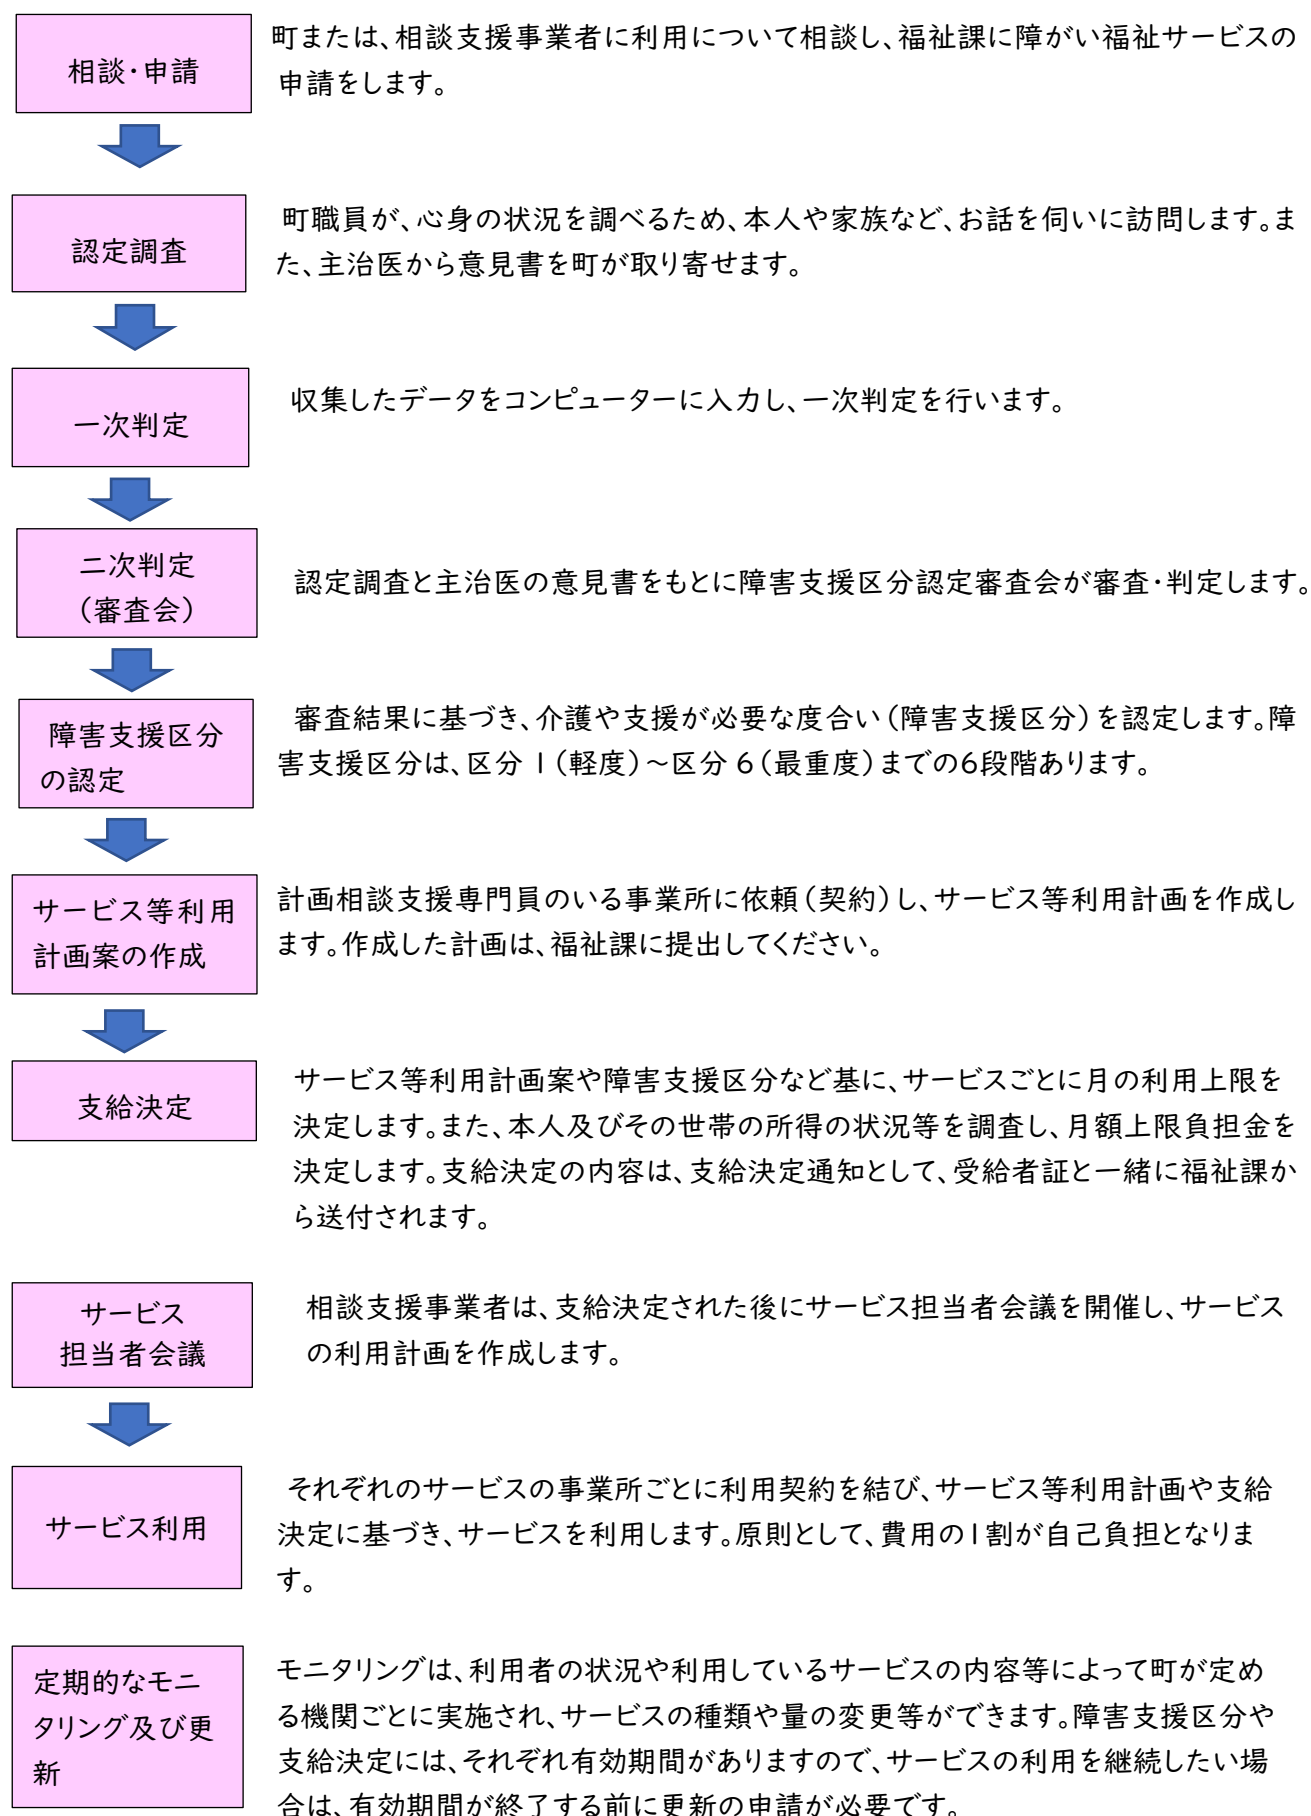 相談・申請
町または、相談支援事業者に利用について相談し、福祉課に障がい福祉サービスの
申請をします。
認定調査
町職員が、心身の状況を調べるため、本人や家族など、お話を伺いに訪問します。ま
た、主治医から意見書を町が取り寄せます。
一次判定
収集したデータをコンピューターに入力し、一次判定を行います。
二次判定
（審査会）
認定調査と主治医の意見書をもとに障害支援区分認定審査会が審査・判定します。
障害支援区分
の認定
審査結果に基づき、介護や支援が必要な度合い（障害支援区分）を認定します。障
害支援区分は、区分1（軽度）～区分6（最重度）までの6段階あります。
サービス等利用
計画案の作成
計画相談支援専門員のいる事業所に依頼（契約）し、サービス等利用計画を作成し
ます。作成した計画は、福祉課に提出してください。
支給決定
サービス等利用計画案や障害支援区分など基に、サービスごとに月の利用上限を
決定します。また、本人及びその世帯の所得の状況等を調査し、月額上限負担金を
決定します。支給決定の内容は、支給決定通知として、受給者証と一緒に福祉課か
ら送付されます。
サービス
担当者会議
相談支援事業者は、支給決定された後にサービス担当者会議を開催し、サービス
の利用計画を作成します。
サービス利用
それぞれのサービスの事業所ごとに利用契約を結び、サービス等利用計画や支給
決定に基づき、サービスを利用します。原則として、費用の1割が自己負担となりま
す。
定期的なモニ
タリング及び更
新
モニタリングは、利用者の状況や利用しているサービスの内容等によって町が定め
る機関ごとに実施され、サービスの種類や量の変更等ができます。障害支援区分や
支給決定には、それぞれ有効期間がありますので、サービスの利用を継続したい場
合は、有効期間が終了する前に更新の申請が必要です。